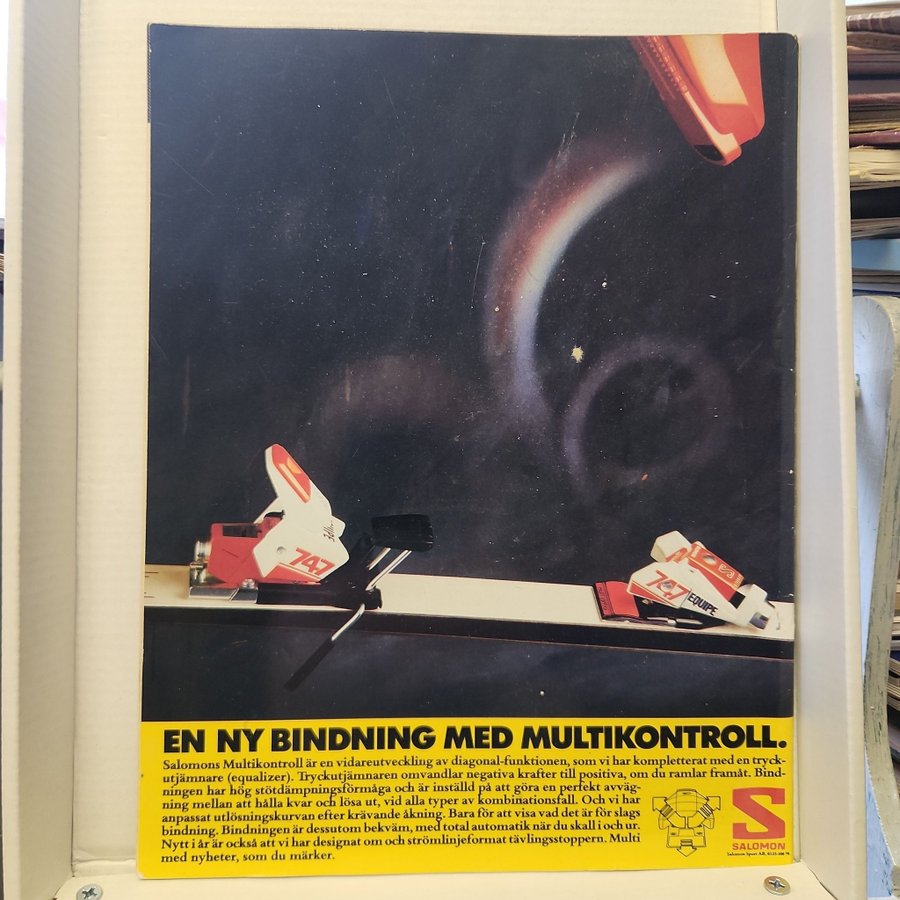 747
747
EQUIPE
EN NY BINDNING MED MULTIKONTROLL.
Salomons Multikontroll är en vidareutveckling av diagonal-funktionen, som vi har kompletterat med en tryck-
utjämnare (equalizer). Tryckutjämnaren omvandlar negativa krafter till positiva, om du ramlar framåt. Bind-
ningen har hög stötdämpningsförmåga och är inställd på att göra en perfekt avväg-
ning mellan att hålla kvar och lösa ut, vid alla typer av kombinationsfall. Och vi har
anpassat utlösningskurvan efter krävande åkning. Bara för att visa vad det är för slags
bindning. Bindningen är dessutom bekväm, med total automatik när du skall i och ur.
Nytt i år är också att vi har designat om och strömlinjeformat tävlingsstoppern. Multi
med nyheter, som du märker.
S
SALOMON
Salomon Sport AB,